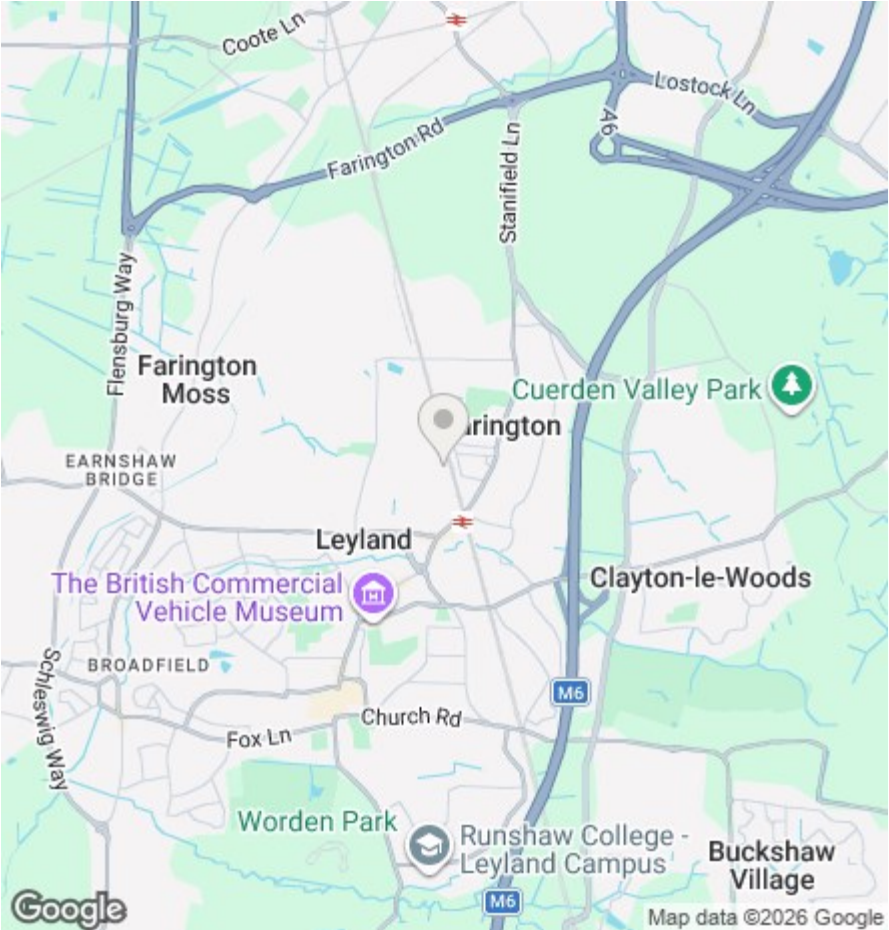 Coote Ln
Lostock Ln
A6
Farington Rd
Stanifield Ln
Flensburg Way
Farington
Moss
Cuerden Valley Park
arington
EARNSHAW
BRIDGE
Leyland
The British Commercial
Vehicle Museum
Clayton-le-Woods
BROADFIELD
Schleswig Way
M6
Church Rd
Fox Ln
Worden Park
Runshaw College -
Leyland Campus
Buckshaw
Village
M6
Google
Map data ©2026 Google